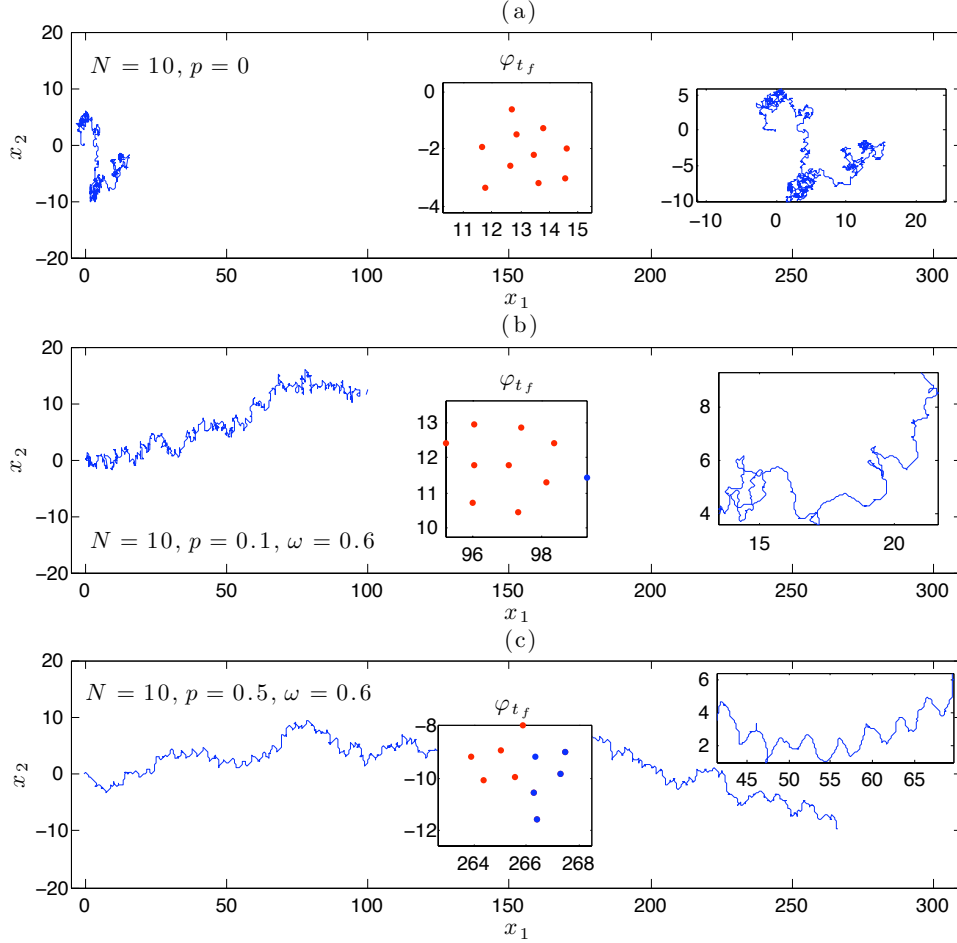 (a)
20
10
0
−10
−20
x_2
N = 10, p = 0
φ_{t_f}
0
−2
−4
11 12 13 14 15
5
0
−5
−10
−10 0 10 20
0 50 100 150 200 250 300
x_1
(b)
20
10
0
−10
−20
x_2
φ_{t_f}
13
12
11
10
96 98
8
6
4
15 20
N = 10, p = 0.1, ω = 0.6
0 50 100 150 200 250 300
x_1
(c)
20
10
0
−10
−20
x_2
N = 10, p = 0.5, ω = 0.6
φ_{t_f}
−8
−10
−12
264 266 268
6
4
2
45 50 55 60 65
0 50 100 150 200 250 300
x_1